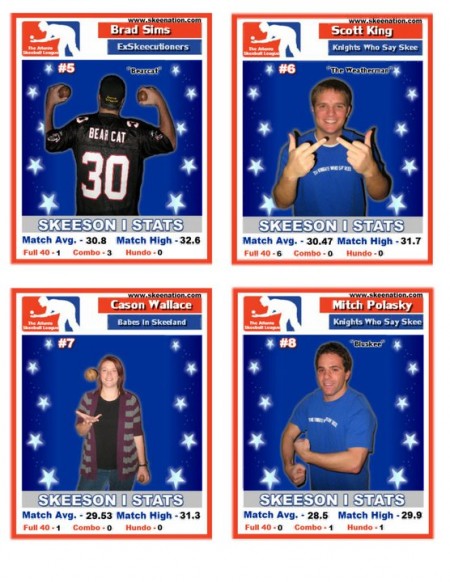 www.skeenation.com
Brad Sims
ExSkeecutioners
The Atlanta
Skeeball League
#5
"Bearcat"
BEAR CAT
30
SKEESON I STATS
Match Avg. - 30.8 Match High - 32.6
Full 40 - 1 Combo - 3 Hundo - 0
www.skeenation.com
Scott King
Knights Who Say Skee
The Atlanta
Skeeball League
#6
"The Weatherman"
SKEESON I STATS
Match Avg. - 30.47 Match High - 31.7
Full 40 - 6 Combo - 0 Hundo - 0
www.skeenation.com
Cason Wallace
Babes in Skeeland
The Atlanta
Skeeball League
#7
SKEESON I STATS
Match Avg. - 29.53 Match High - 31.3
Full 40 - 1 Combo - 0 Hundo - 0
www.skeenation.com
Mitch Polasky
Knights Who Say Skee
The Atlanta
Skeeball League
#8
"Bluskee"
SKEESON I STATS
Match Avg. - 28.5 Match High - 29.9
Full 40 - 0 Combo - 1 Hundo - 1